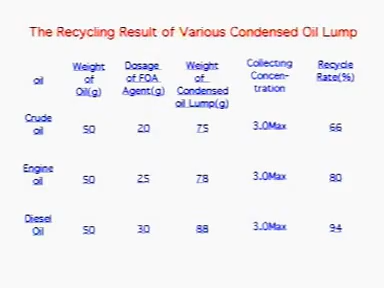 The Recycling Result of Various Condensed Oil Lump
oil
Weight of Oil(g)
Dosage of FOA Agent(g)
Weight of Condensed oil Lump(g)
Collecting Concen-tration
Recycle Rate(%)
Crude oil 50 20 75 3.0Max 66
Engine oil 50 25 78 3.0Max 80
Diesel Oil 50 30 88 3.0Max 94